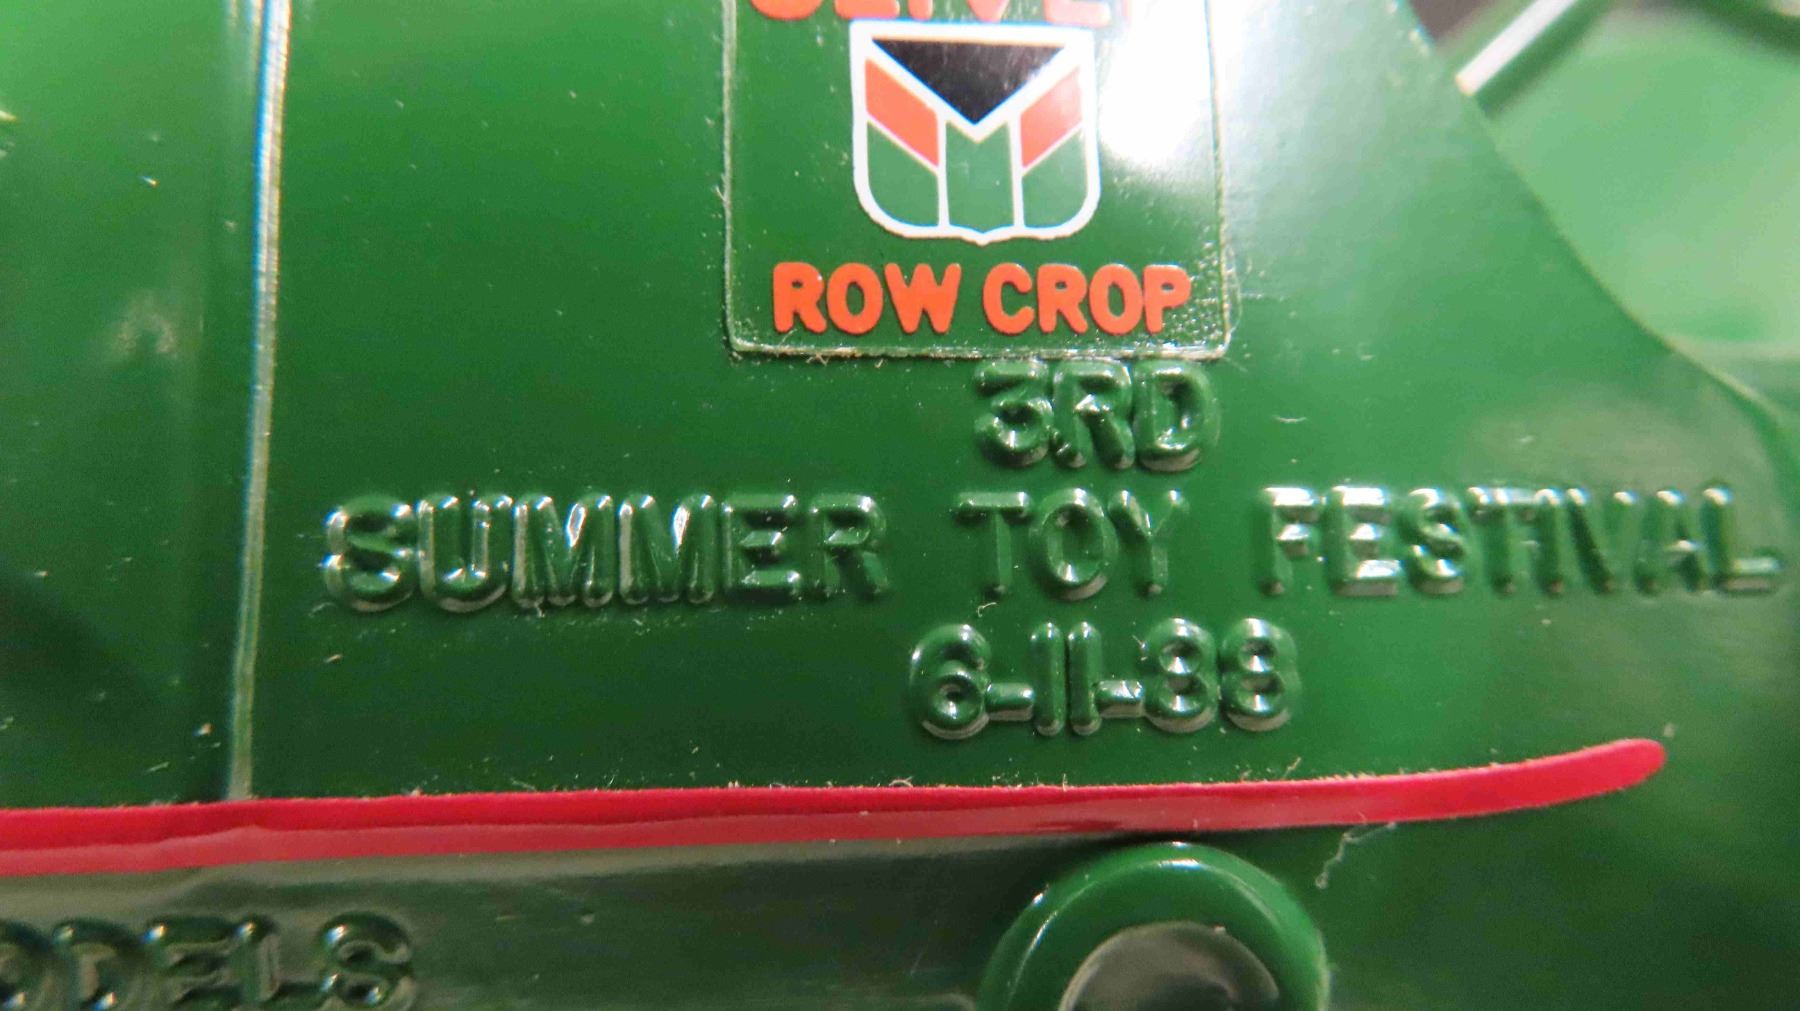 ROW CROP
3RD
SUMMER TOY FESTIVAL
6-11-88